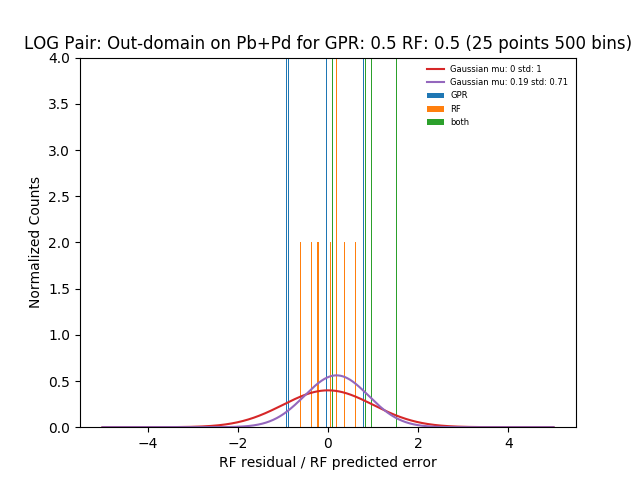 LOG Pair: Out-domain on Pb+Pd for GPR: 0.5 RF: 0.5 (25 points 500 bins)
4.0
3.5
3.0
2.5
2.0
1.5
1.0
0.5
0.0
Normalized Counts
Gaussian mu: 0 std: 1
Gaussian mu: 0.19 std: 0.71
GPR
RF
both
−4 −2 0 2 4
RF residual / RF predicted error